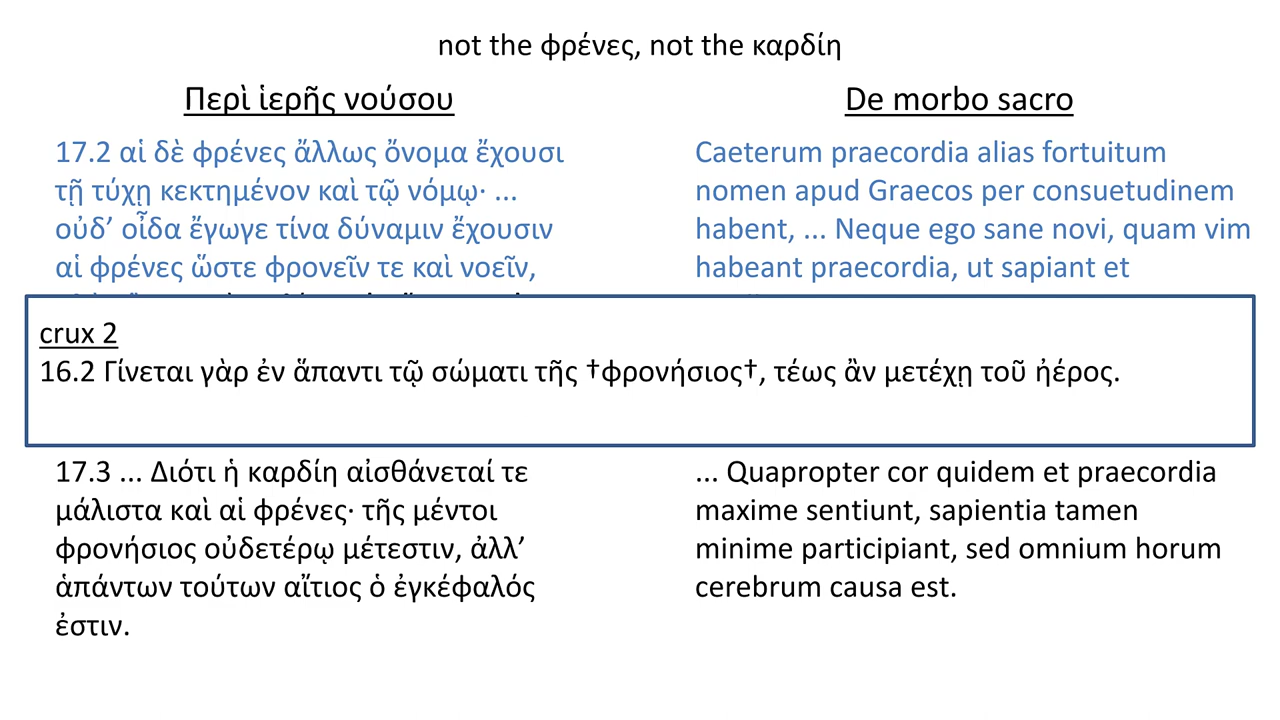 not the φρένες, not the καρδίη
Περὶ ἱερῆς νούσου
17.2 αἱ δὲ φρένες ἄλλως ὄνομα ἔχουσι
τῇ τύχῃ κεκτημένον καὶ τῷ νόμῳ· ...
οὐδ’ οἶδα ἔγωγε τίνα δύναμιν ἔχουσιν
αἱ φρένες ὥστε φρονεῖν τε καὶ νοεῖν,
De morbo sacro
Caeterum praecordia alias fortuitum
nomen apud Graecos per consuetudinem
habent, ... Neque ego sane novi, quam vim
habeant praecordia, ut sapiant et
crux 2
16.2 Γίνεται γὰρ ἐν ἅπαντι τῷ σώματι τῆς †φρονήσιος†, τέως ἂν μετέχῃ τοῦ ἠέρος.
17.3 ... Διότι ἡ καρδίη αἰσθάνεταί τε
μάλιστα καὶ αἱ φρένες· τῆς μέντοι
φρονήσιος οὐδετέρῳ μέτεστιν, ἀλλ’
ἁπάντων τούτων αἴτιος ὁ ἐγκέφαλός
ἐστιν.
... Quapropter cor quidem et praecordia
maxime sentiunt, sapientia tamen
minime participiant, sed omnium horum
cerebrum causa est.